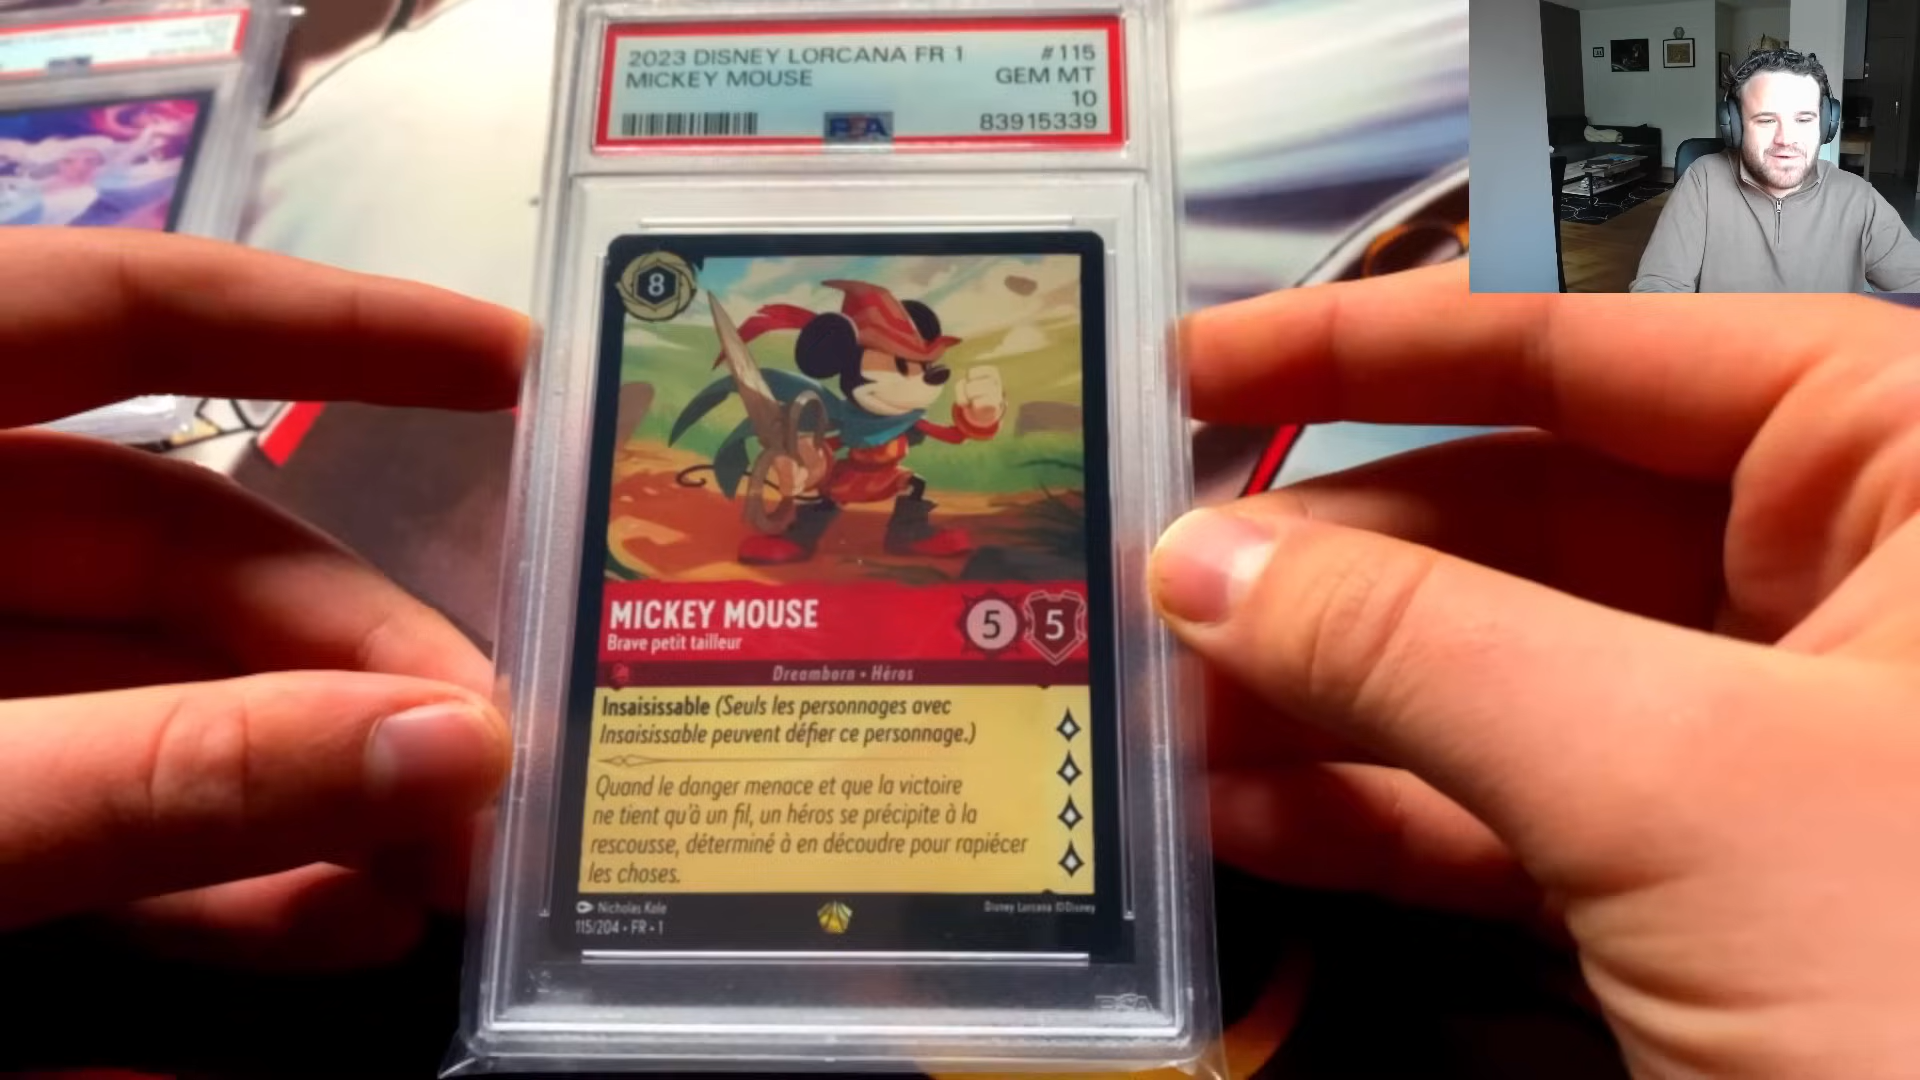 2023 DISNEY LORCANA FR 1 #115
MICKEY MOUSE GEM MT
10
PSA 83915339
8
MICKEY MOUSE
Brave petit tailleur
5 5
Dreamborn • Héros
Insaisissable (Seuls les personnages avec
Insaisissable peuvent défier ce personnage.)
Quand le danger menace et que la victoire
ne tient qu'à un fil, un héros se précipite à la
rescousse, déterminé à en découdre pour rapiécer
les choses.
Nicholas Kole Disney Lorcana ©Disney
115/204 • FR • 1
PSA